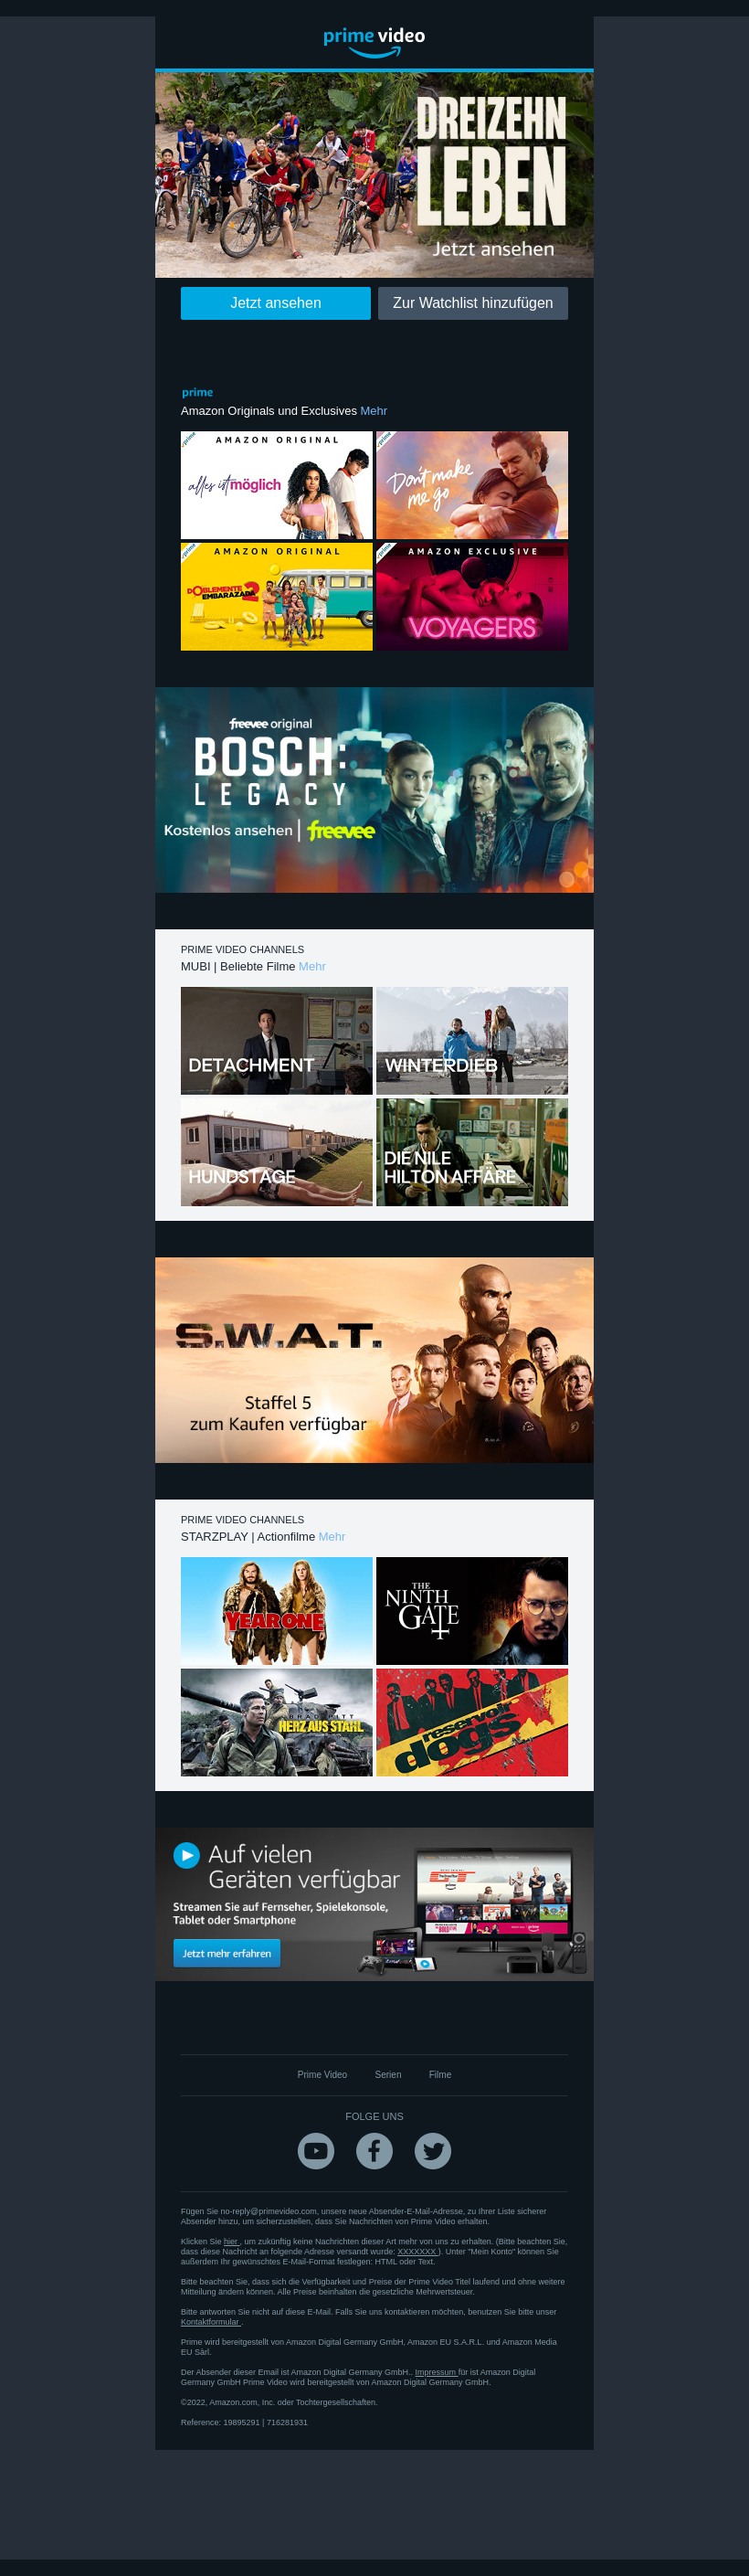 prime video
DREIZEHN
LEBEN
Jetzt ansehen
Jetzt ansehen
Zur Watchlist hinzufügen
prime
Amazon Originals und Exclusives Mehr
prime
AMAZON ORIGINAL
alles ist möglich
prime
Don't make
me go
prime
AMAZON ORIGINAL
DOBLEMENTE
EMBARAZADA 2
prime
AMAZON EXCLUSIVE
VOYAGERS
freevee original
BOSCH:
LEGACY
Kostenlos ansehen | freevee
PRIME VIDEO CHANNELS
MUBI | Beliebte Filme Mehr
DETACHMENT
WINTERDIEB
HUNDSTAGE
DIE NILE
HILTON AFFÄRE
S.W.A.T.
Staffel 5
zum Kaufen verfügbar
PRIME VIDEO CHANNELS
STARZPLAY | Actionfilme Mehr
YEAR ONE
THE
NINTH
GATE
BRAD PITT
HERZ AUS STAHL
reservoir
dogs
Auf vielen
Geräten verfügbar
Streamen Sie auf Fernseher, Spielekonsole,
Tablet oder Smartphone
Jetzt mehr erfahren
Prime Video
Serien
Filme
FOLGE UNS
Fügen Sie no-reply@primevideo.com, unsere neue Absender-E-Mail-Adresse, zu Ihrer Liste sicherer
Absender hinzu, um sicherzustellen, dass Sie Nachrichten von Prime Video erhalten.
Klicken Sie hier , um zukünftig keine Nachrichten dieser Art mehr von uns zu erhalten. (Bitte beachten Sie,
dass diese Nachricht an folgende Adresse versandt wurde: XXXXXXX ). Unter "Mein Konto" können Sie
außerdem Ihr gewünschtes E-Mail-Format festlegen: HTML oder Text.
Bitte beachten Sie, dass sich die Verfügbarkeit und Preise der Prime Video Titel laufend und ohne weitere
Mitteilung ändern können. Alle Preise beinhalten die gesetzliche Mehrwertsteuer.
Bitte antworten Sie nicht auf diese E-Mail. Falls Sie uns kontaktieren möchten, benutzen Sie bitte unser
Kontaktformular .
Prime wird bereitgestellt von Amazon Digital Germany GmbH, Amazon EU S.A.R.L. und Amazon Media
EU Sàrl.
Der Absender dieser Email ist Amazon Digital Germany GmbH.. Impressum für ist Amazon Digital
Germany GmbH Prime Video wird bereitgestellt von Amazon Digital Germany GmbH.
©2022, Amazon.com, Inc. oder Tochtergesellschaften.
Reference: 19895291 | 716281931